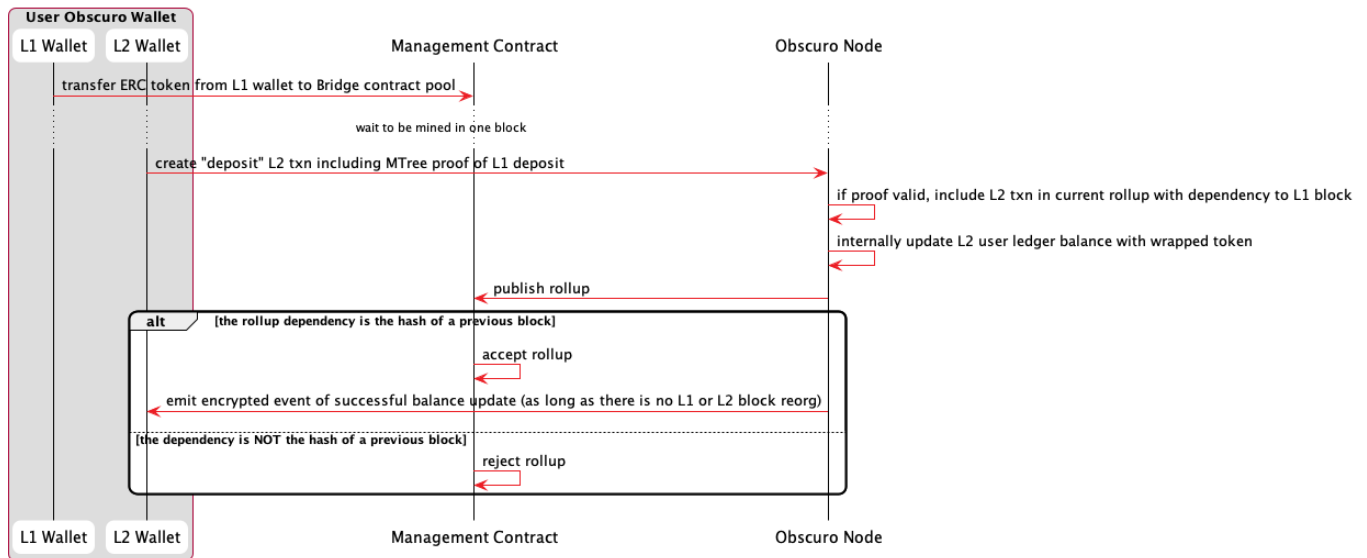 User Obscuro Wallet
L1 Wallet L2 Wallet Management Contract Obscuro Node
transfer ERC token from L1 wallet to Bridge contract pool
wait to be mined in one block
create "deposit" L2 txn including MTree proof of L1 deposit
if proof valid, include L2 txn in current rollup with dependency to L1 block
internally update L2 user ledger balance with wrapped token
publish rollup
alt [the rollup dependency is the hash of a previous block]
accept rollup
emit encrypted event of successful balance update (as long as there is no L1 or L2 block reorg)
[the dependency is NOT the hash of a previous block]
reject rollup
L1 Wallet L2 Wallet Management Contract Obscuro Node